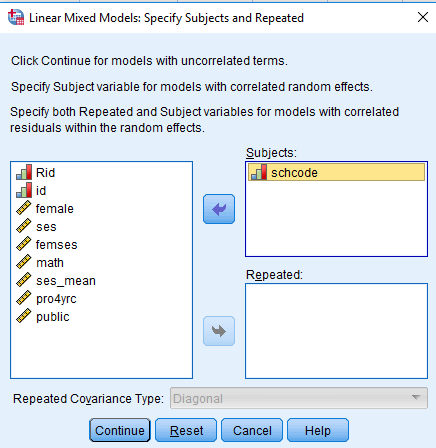 Linear Mixed Models: Specify Subjects and Repeated
Click Continue for models with uncorrelated terms.
Specify Subject variable for models with correlated random effects.
Specify both Repeated and Subject variables for models with correlated
residuals within the random effects.
Rid
id
female
ses
femses
math
ses_mean
pro4yrc
public
Subjects:
schcode
Repeated:
Repeated Covariance Type:
Diagonal
Continue
Reset
Cancel
Help